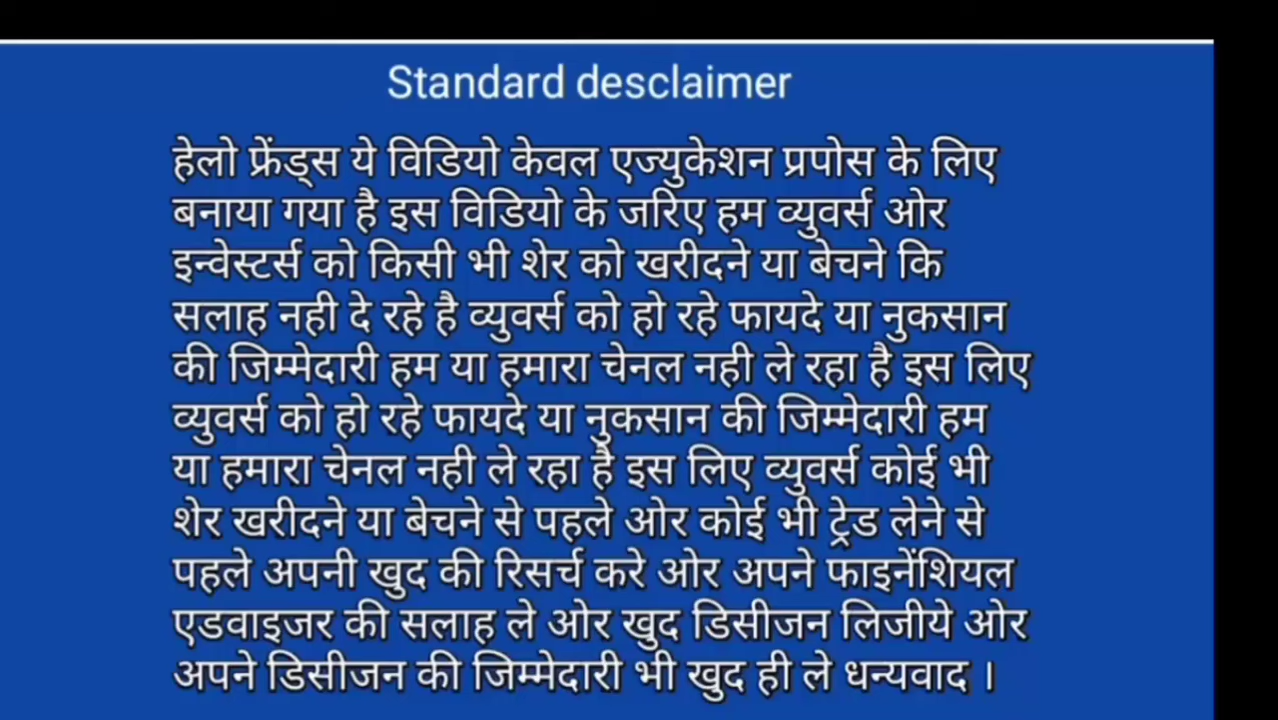 Standard desclaimer
हेलो फ्रेंड्स ये विडियो केवल एज्युकेशन प्रपोस के लिए
बनाया गया है इस विडियो के जरिए हम व्युवर्स ओर
इन्वेस्टर्स को किसी भी शेर को खरीदने या बेचने कि
सलाह नही दे रहे है व्युवर्स को हो रहे फायदे या नुकसान
की जिम्मेदारी हम या हमारा चेनल नही ले रहा है इस लिए
व्युवर्स को हो रहे फायदे या नुकसान की जिम्मेदारी हम
या हमारा चेनल नही ले रहा है इस लिए व्युवर्स कोई भी
शेर खरीदने या बेचने से पहले ओर कोई भी ट्रेड लेने से
पहले अपनी खुद की रिसर्च करे ओर अपने फाइनेंशियल
एडवाइजर की सलाह ले ओर खुद डिसीजन लिजीये ओर
अपने डिसीजन की जिम्मेदारी भी खुद ही ले धन्यवाद ।